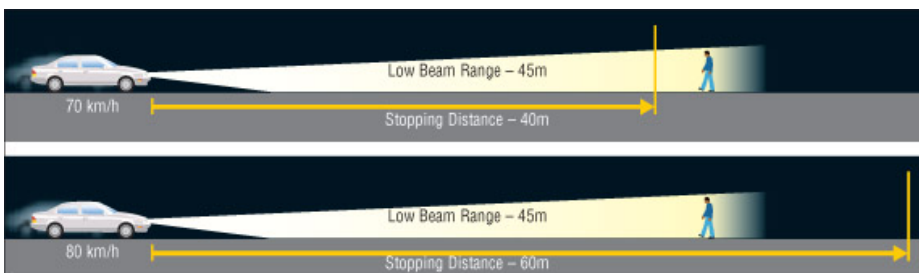 Low Beam Range – 45m
70 km/h
Stopping Distance – 40m
Low Beam Range – 45m
80 km/h
Stopping Distance – 60m